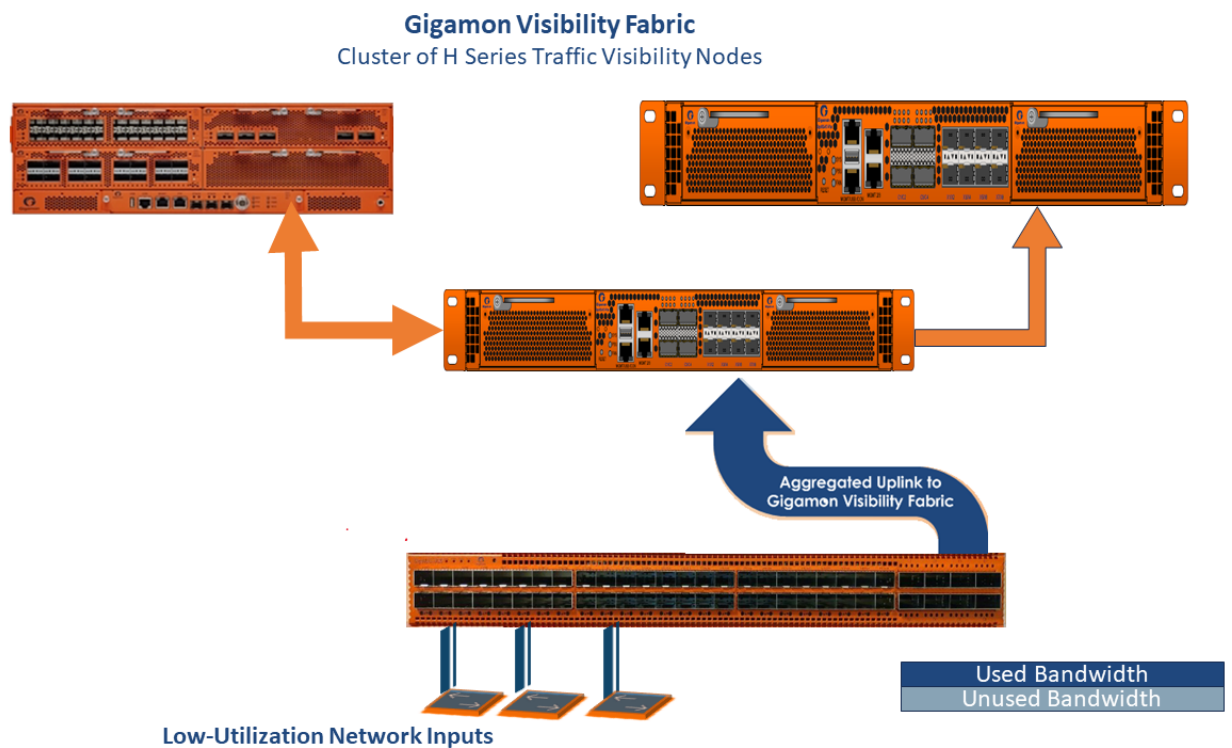 Gigamon Visibility Fabric
Cluster of H Series Traffic Visibility Nodes
Aggregated Uplink to
Gigamon Visibility Fabric
Used Bandwidth
Unused Bandwidth
Low-Utilization Network Inputs